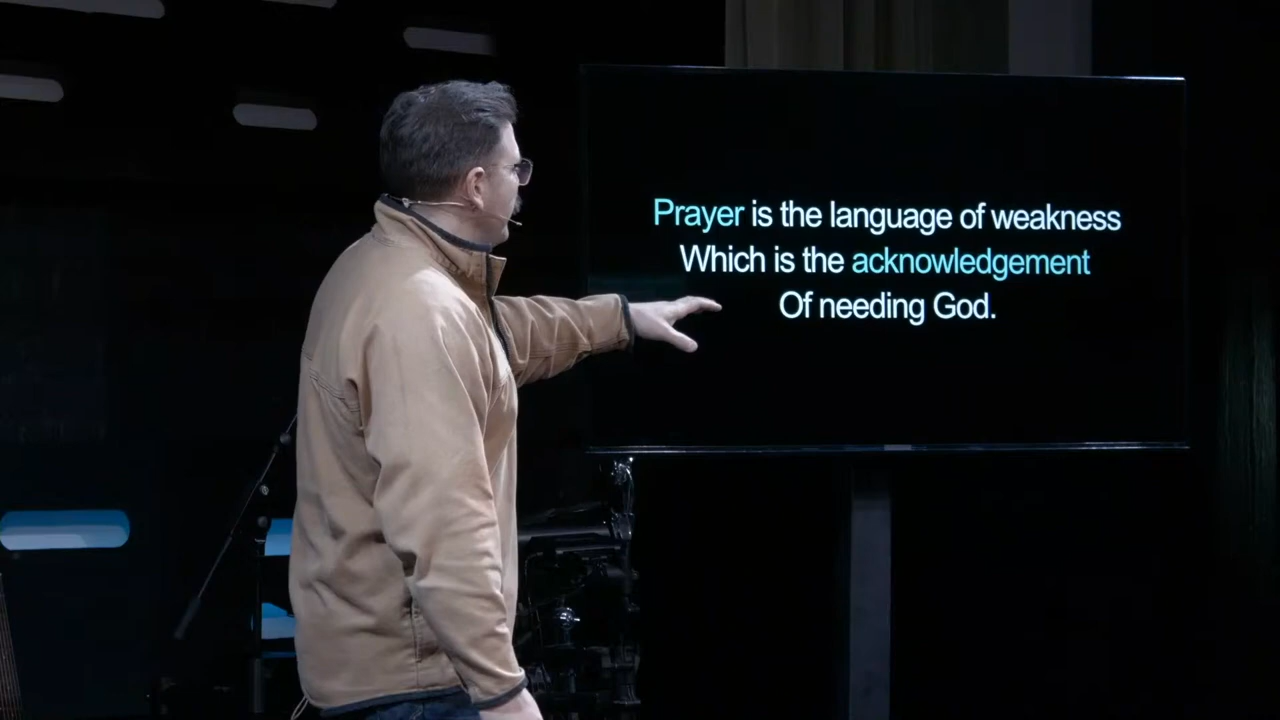 Prayer is the language of weakness
Which is the acknowledgement
Of needing God.